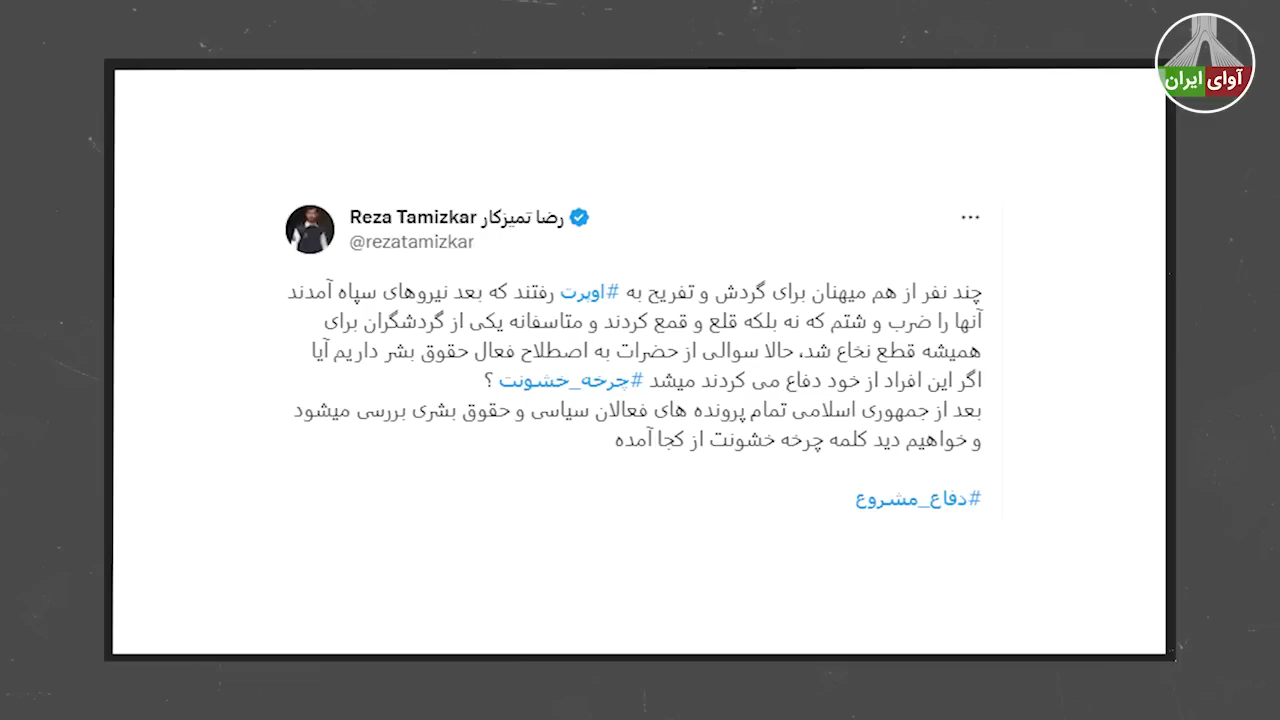 آوای ایران
Reza Tamizkar رضا تمیزکار
@rezatamizkar
چند نفر از هم میهنان برای گردش و تفریح به #اوپرت رفتند که بعد نیروهای سپاه آمدند
آنها را ضرب و شتم که نه بلکه قلع و قمع کردند و متاسفانه یکی از گردشگران برای
همیشه قطع نخاع شد، حالا سوالی از حضرات به اصطلاح فعال حقوق بشر داریم آیا
اگر این افراد از خود دفاع می کردند میشد #چرخه_خشونت ؟
بعد از جمهوری اسلامی تمام پرونده های فعالان سیاسی و حقوق بشری بررسی میشود
و خواهیم دید کلمه چرخه خشونت از کجا آمده
#دفاع_مشروع